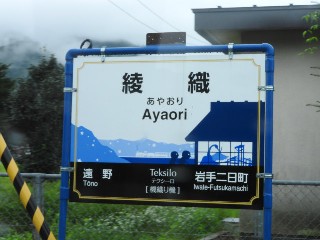 綾織
あやおり
Ayaori
遠野
Tōno
Teksilo
テクシーロ
[機織り機]
岩手二日町
Iwate-Futsukamachi